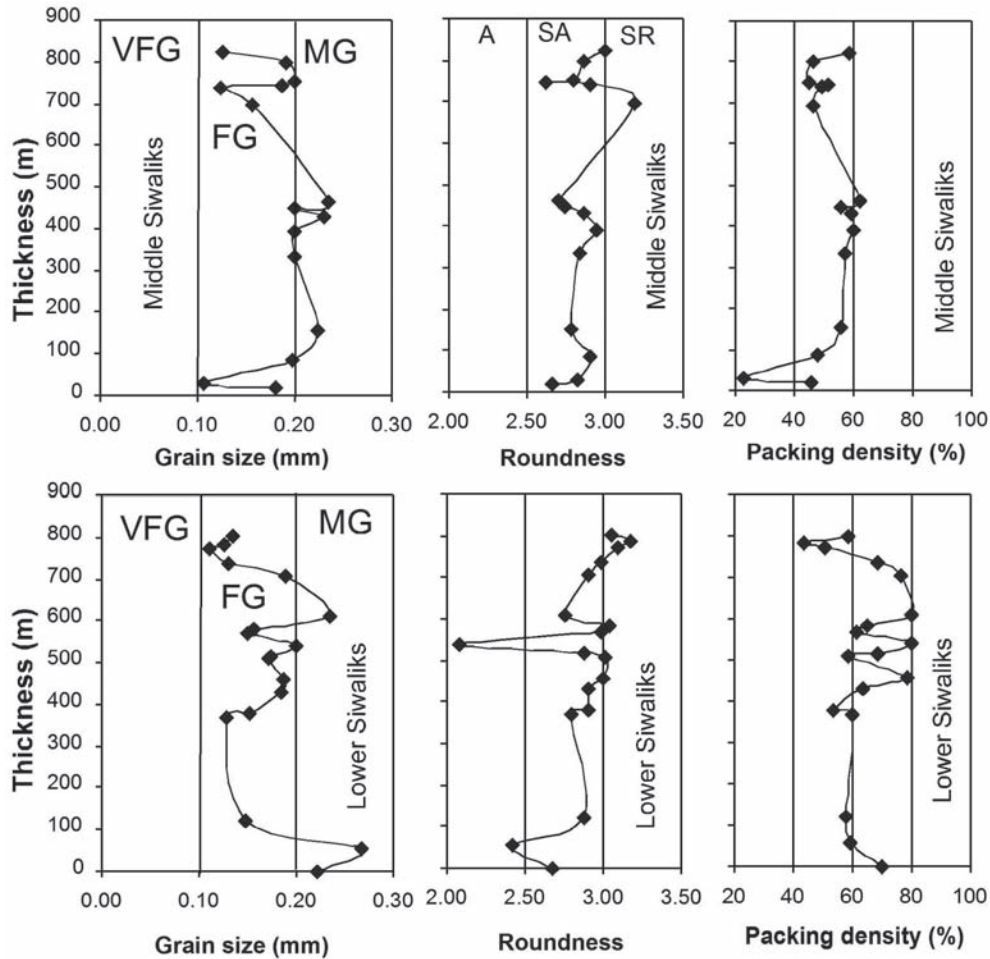 900
800
700
600
500
400
300
200
100
0
Thickness (m)
VFG
MG
FG
Middle Siwaliks
0.00 0.10 0.20 0.30
Grain size (mm)
A SA SR
Middle Siwaliks
2.00 2.50 3.00 3.50
Roundness
Middle Siwaliks
20 40 60 80 100
Packing density (%)
900
800
700
600
500
400
300
200
100
0
Thickness (m)
VFG
MG
FG
Lower Siwaliks
0.00 0.10 0.20 0.30
Grain size (mm)
Lower Siwaliks
2.00 2.50 3.00 3.50
Roundness
Lower Siwaliks
20 40 60 80 100
Packing density (%)